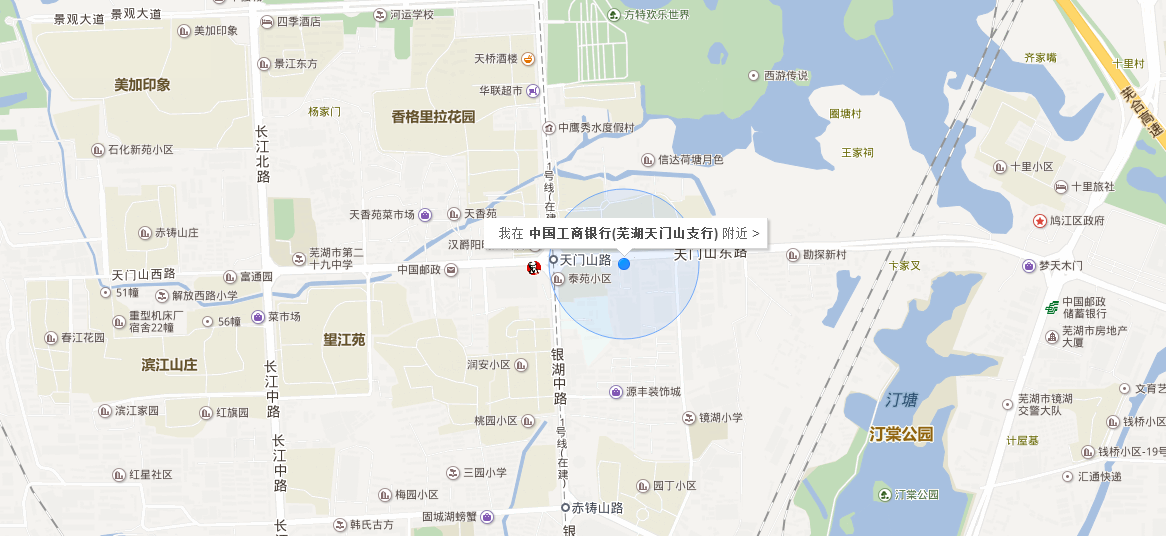 景观大道
景观大道
四季酒店
河运学校
方特欢乐世界
美加印象
天桥酒楼
景江东方
西游传说
齐家嘴
十里村
美加印象
华联超市
芜合高速
杨家门
香格里拉花园
圈塘村
中鹰秀水度假村
长江北路
石化新苑小区
信达荷塘月色
王家祠
十里小区
1号线(在建
十里旅社
天香苑菜市场
天香苑
鸠江区政府
陈铸山庄
我在 中国工商银行(芜湖天门山支行) 附近 >
汉爵阳
芜湖市第二
十九中学
天门山路
天门山东路
勘探新村
卞家叉
梦天木门
天门山西路
富通园
中国邮政
泰苑小区
51幢
解放西路小学
中国邮政
储蓄银行
重型机床厂
宿舍22幢
56幢
菜市场
春江花园
望江苑
芜湖市房地产
大厦
滨江山庄
长江中路
润安小区
银湖中路
源丰装饰城
文育艺
汀塘
滨江家园
红旗园
桃园小区
镜湖小学
芜湖市镜湖
交警大队
钱桥小区
汀棠公园
计屋基
长江中路
1号线(在建)
钱桥小区-19号
红星社区
三园小学
汇通快递
梅园小区
园丁小区
汀棠公园
韩氏古方
固城湖螃蟹
赤铸山路
长江
银